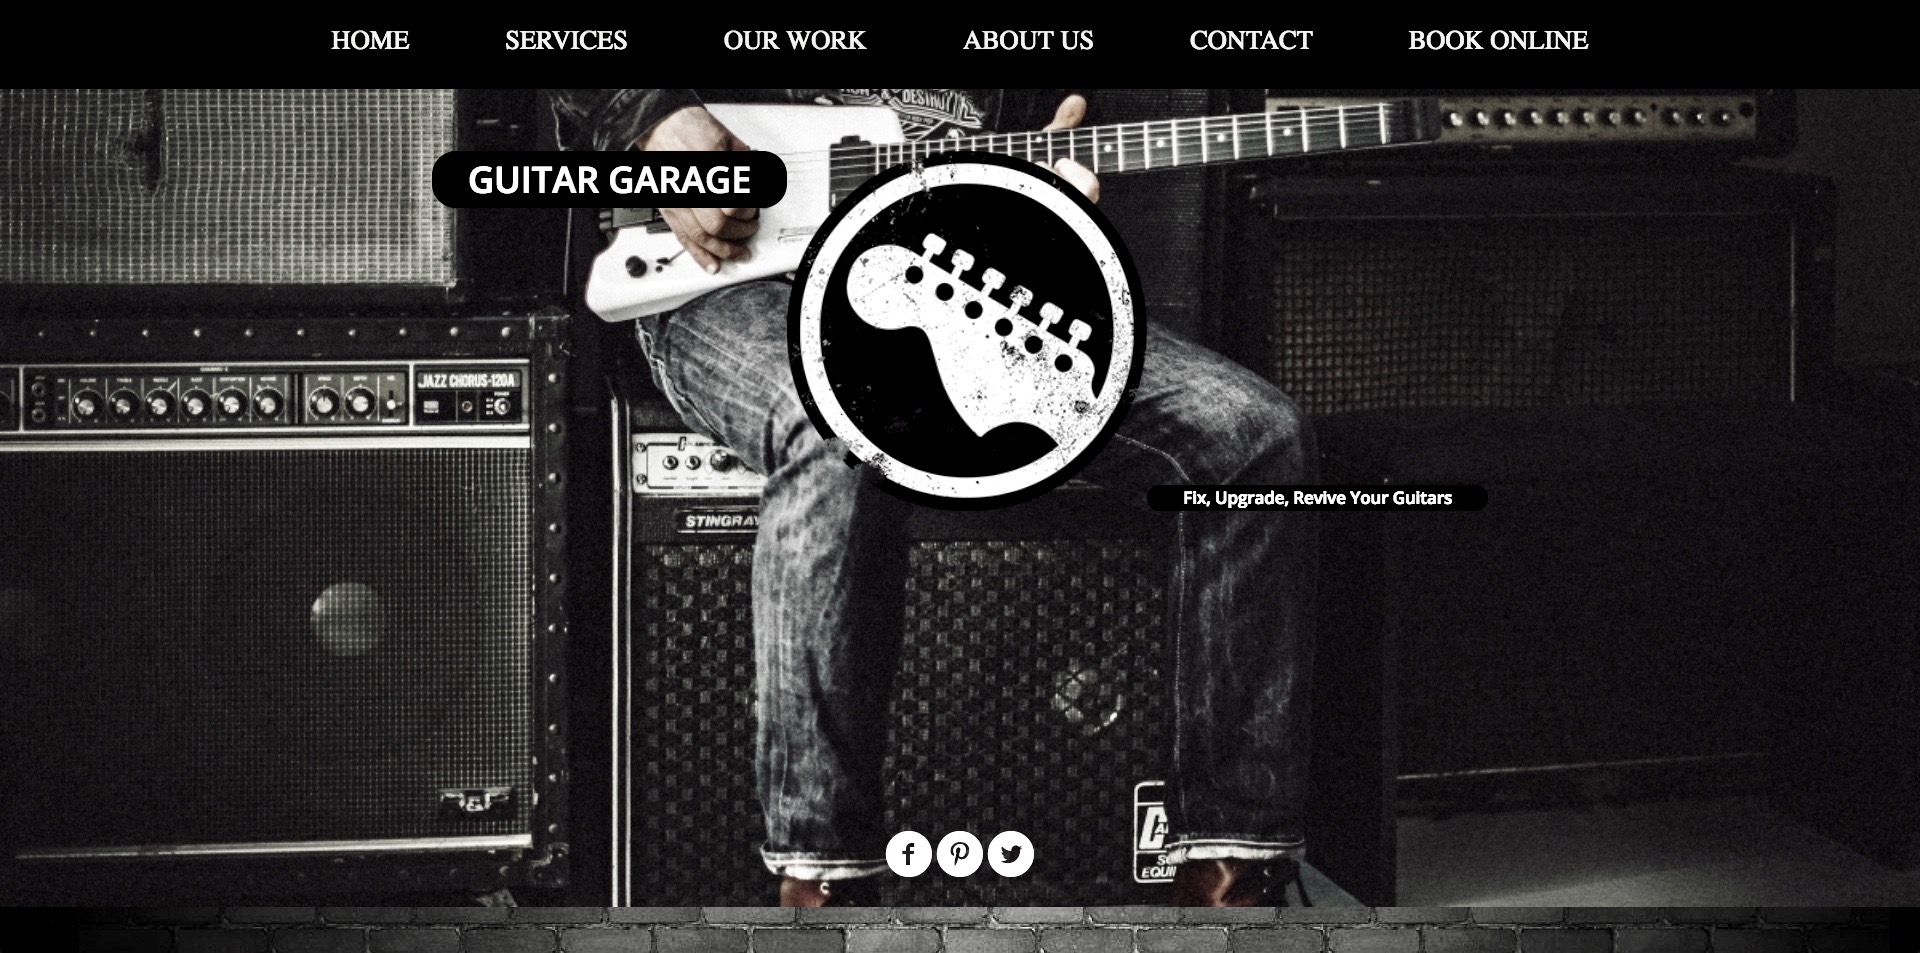 HOME SERVICES OUR WORK ABOUT US CONTACT BOOK ONLINE
DESTROY
GUITAR GARAGE
JAZZ CHORUS-120A
Fix, Upgrade, Revive Your Guitars
STINGRAY